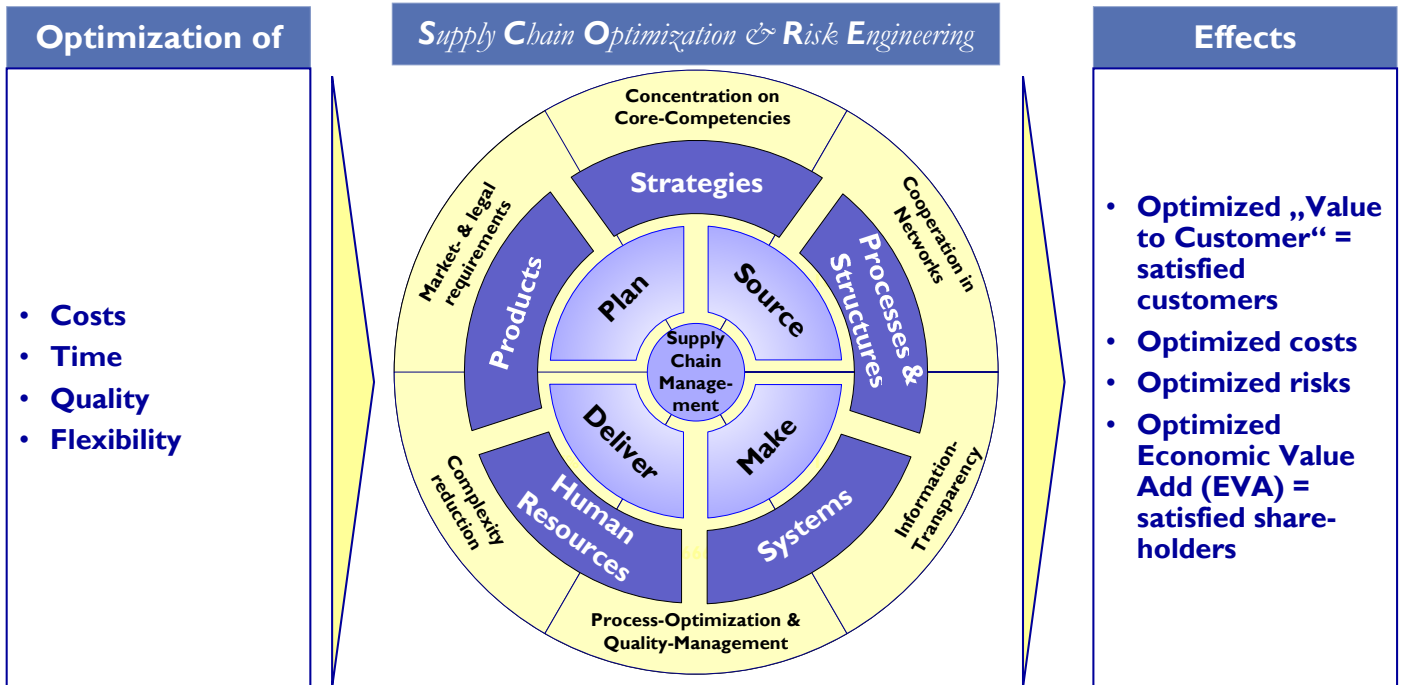 Optimization of
• Costs
• Time
• Quality
• Flexibility
Supply Chain Optimization & Risk Engineering
Concentration on
Core-Competencies
Cooperation in
Networks
Information-
Transparency
Process-Optimization &
Quality-Management
Complexity
reduction
Market- & legal
requirements
Strategies
Processes &
Structures
Systems
Human
Resources
Products
Plan
Source
Make
Deliver
Supply
Chain
Manage-
ment
Effects
• Optimized „Value
to Customer“ =
satisfied
customers
• Optimized costs
• Optimized risks
• Optimized
Economic Value
Add (EVA) =
satisfied share-
holders